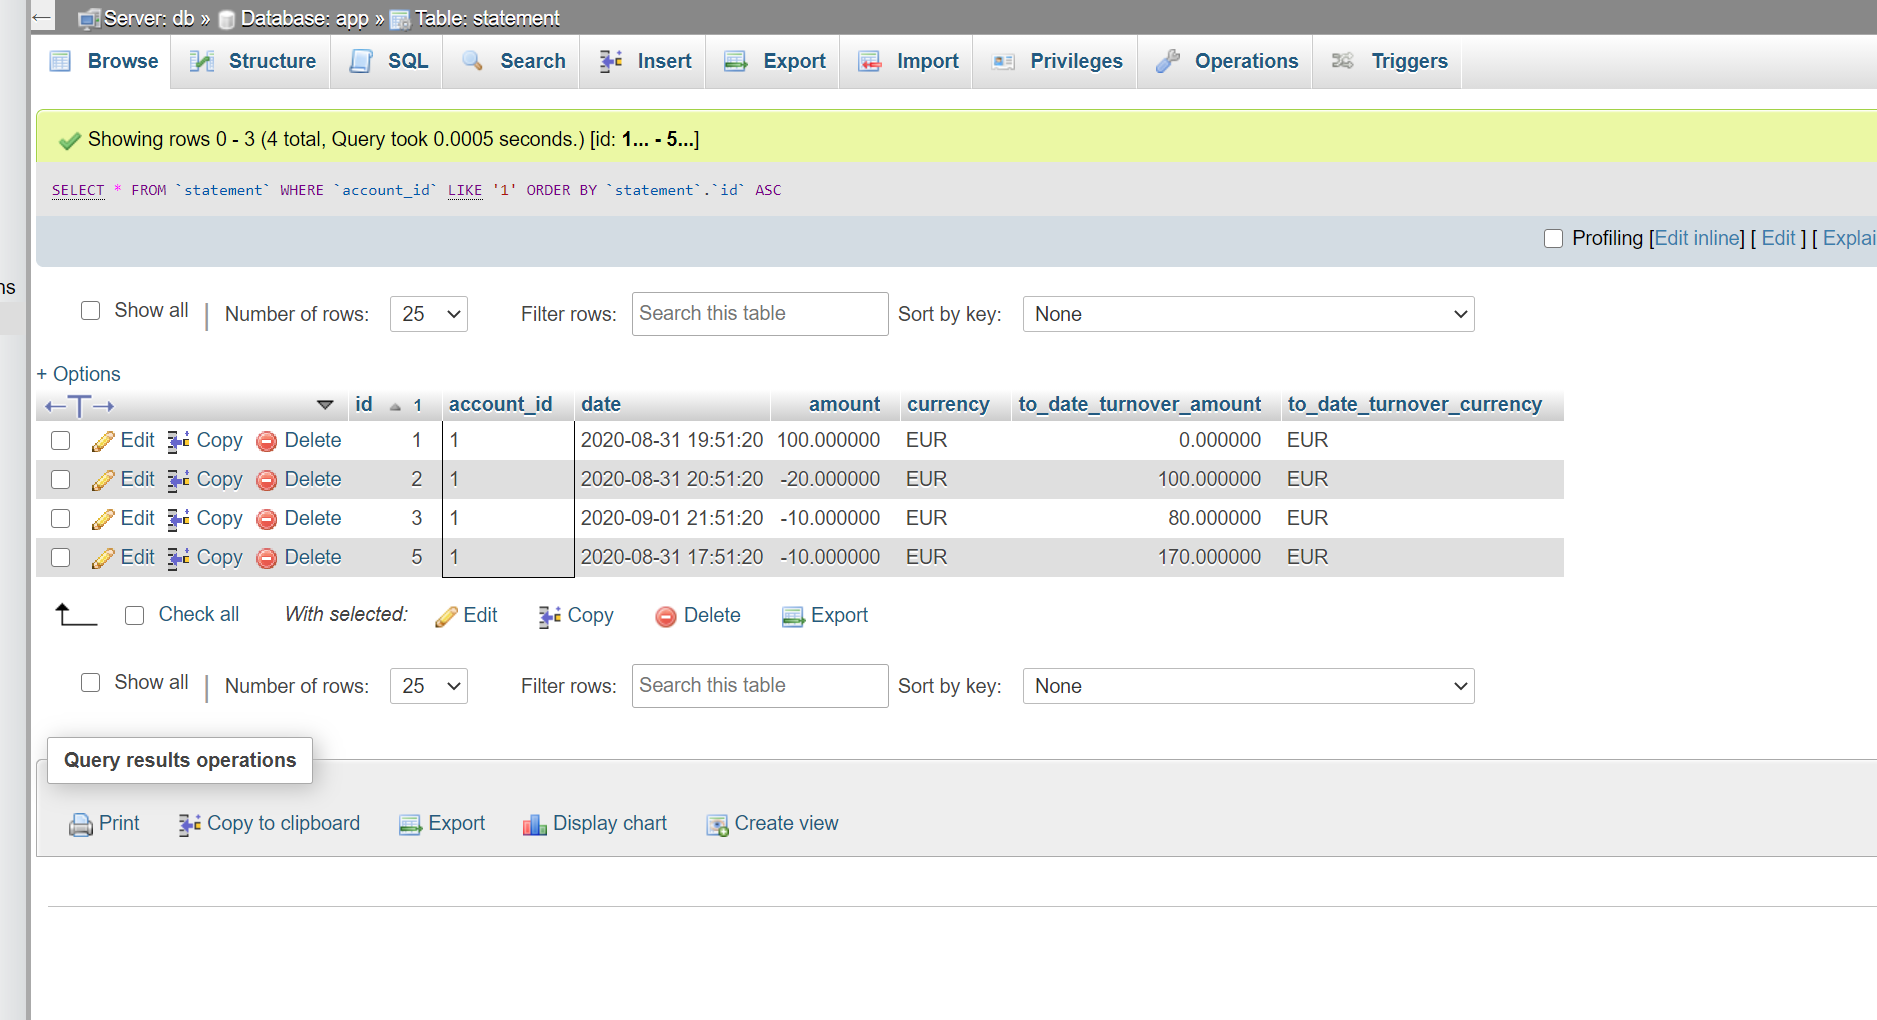 Server: db » Database: app » Table: statement
Browse Structure SQL Search Insert Export Import Privileges Operations Triggers
Showing rows 0 - 3 (4 total, Query took 0.0005 seconds.) [id: 1... - 5...]
SELECT * FROM `statement` WHERE `account_id` LIKE '1' ORDER BY `statement`.`id` ASC
Profiling [Edit inline] [ Edit ] [ Explai
ns
Show all | Number of rows: 25 Filter rows: Search this table Sort by key: None
+ Options
←T→ id 1 account_id date amount currency to_date_turnover_amount to_date_turnover_currency
Edit Copy Delete 1 1 2020-08-31 19:51:20 100.000000 EUR 0.000000 EUR
Edit Copy Delete 2 1 2020-08-31 20:51:20 -20.000000 EUR 100.000000 EUR
Edit Copy Delete 3 1 2020-09-01 21:51:20 -10.000000 EUR 80.000000 EUR
Edit Copy Delete 5 1 2020-08-31 17:51:20 -10.000000 EUR 170.000000 EUR
Check all With selected: Edit Copy Delete Export
Show all | Number of rows: 25 Filter rows: Search this table Sort by key: None
Query results operations
Print Copy to clipboard Export Display chart Create view